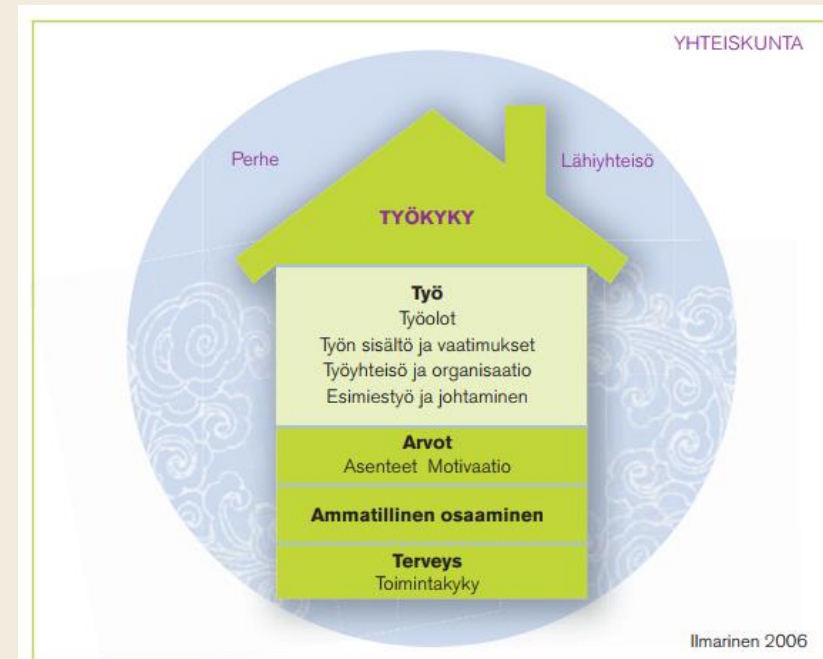 YHTEISKUNTA
Perhe
Lähiyhteisö
TYÖKYKY
Työ
Työolot
Työn sisältö ja vaatimukset
Työyhteisö ja organisaatio
Esimiestyö ja johtaminen
Arvot
Asenteet Motivaatio
Ammatillinen osaaminen
Terveys
Toimintakyky
Ilmarinen 2006